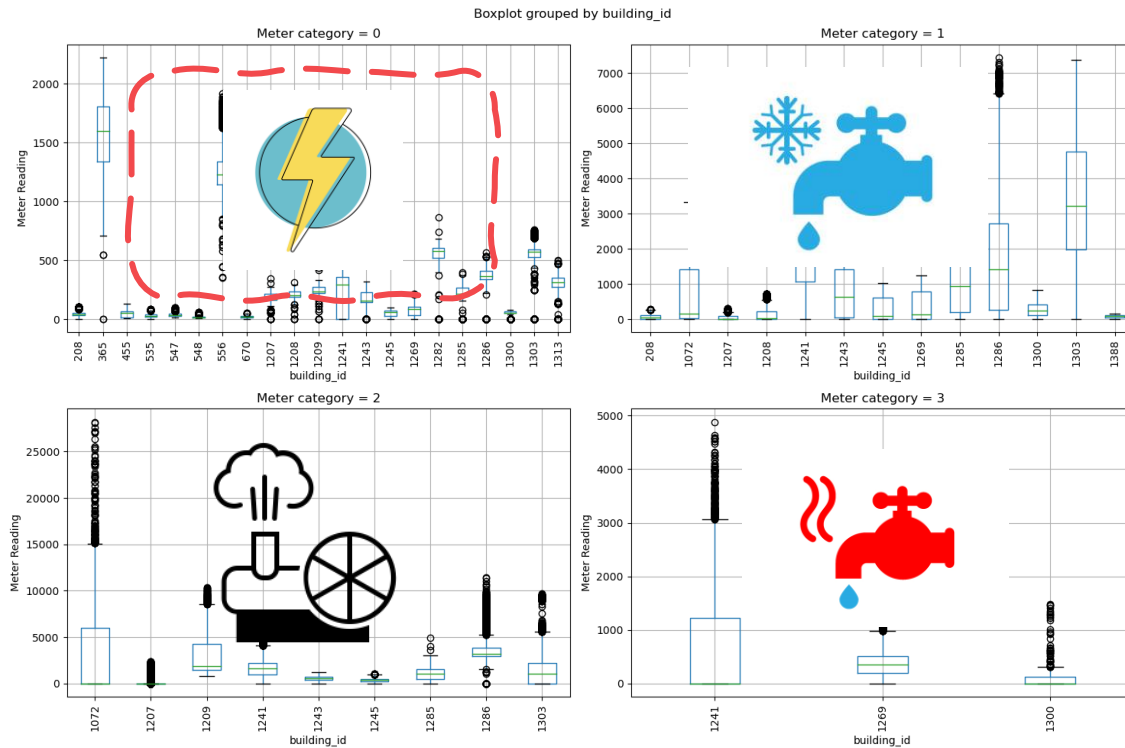 Boxplot grouped by building_id
Meter category = 0
Meter Reading
2000
1500
1000
500
0
208 365 455 535 547 548 556 670 1207 1208 1209 1241 1243 1245 1269 1282 1285 1286 1300 1303 1313
building_id
Meter category = 1
Meter Reading
7000
6000
5000
4000
3000
2000
1000
0
208 1072 1207 1208 1241 1243 1245 1269 1285 1286 1300 1303 1388
building_id
Meter category = 2
Meter Reading
25000
20000
15000
10000
5000
0
1072 1207 1209 1241 1243 1245 1285 1286 1303
building_id
Meter category = 3
Meter Reading
5000
4000
3000
2000
1000
0
1241 1269 1300
building_id